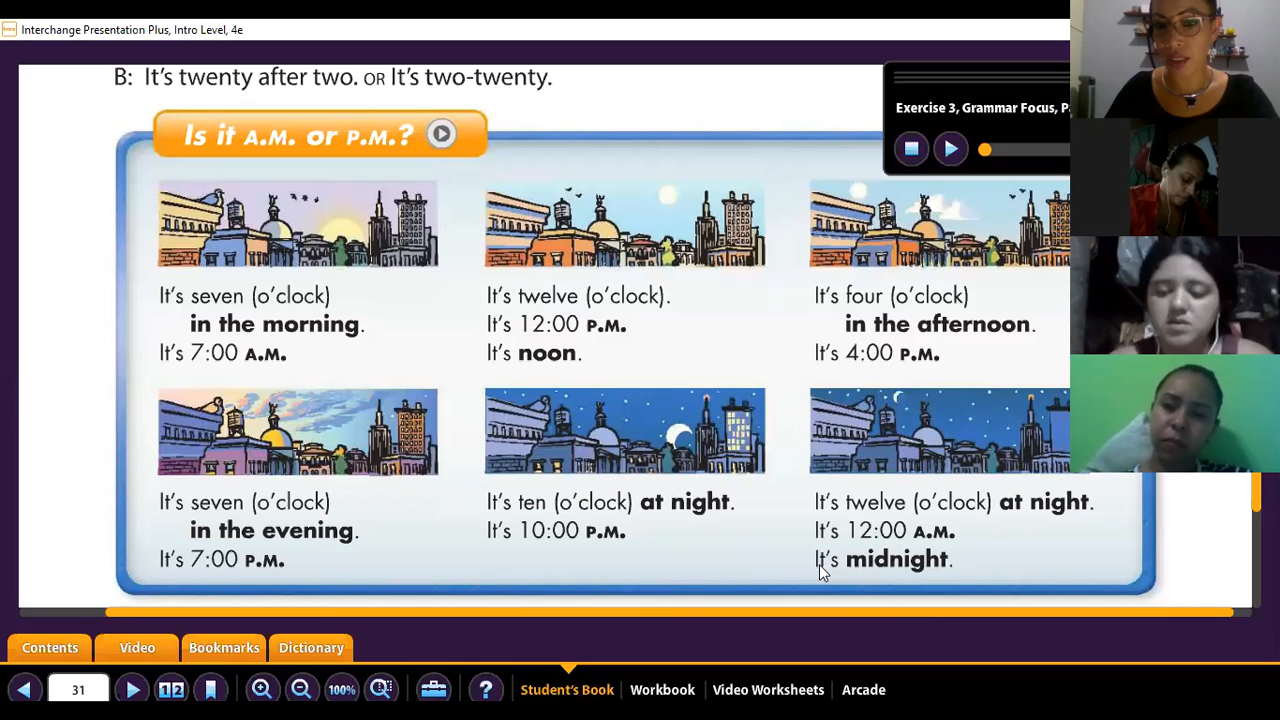 Interchange Presentation Plus, Intro Level, 4e
B: It's twenty after two. OR It's two-twenty.
Exercise 3, Grammar Focus,
Is it A.M. or P.M.?
It's seven (o'clock)
in the morning.
It's 7:00 A.M.
It's twelve (o'clock).
It's 12:00 P.M.
It's noon.
It's four (o'clock)
in the afternoon.
It's 4:00 P.M.
It's seven (o'clock)
in the evening.
It's 7:00 P.M.
It's ten (o'clock) at night.
It's 10:00 P.M.
It's twelve (o'clock) at night.
It's 12:00 A.M.
It's midnight.
Contents Video Bookmarks Dictionary
31 1 2 100% ? Student's Book Workbook Video Worksheets Arcade